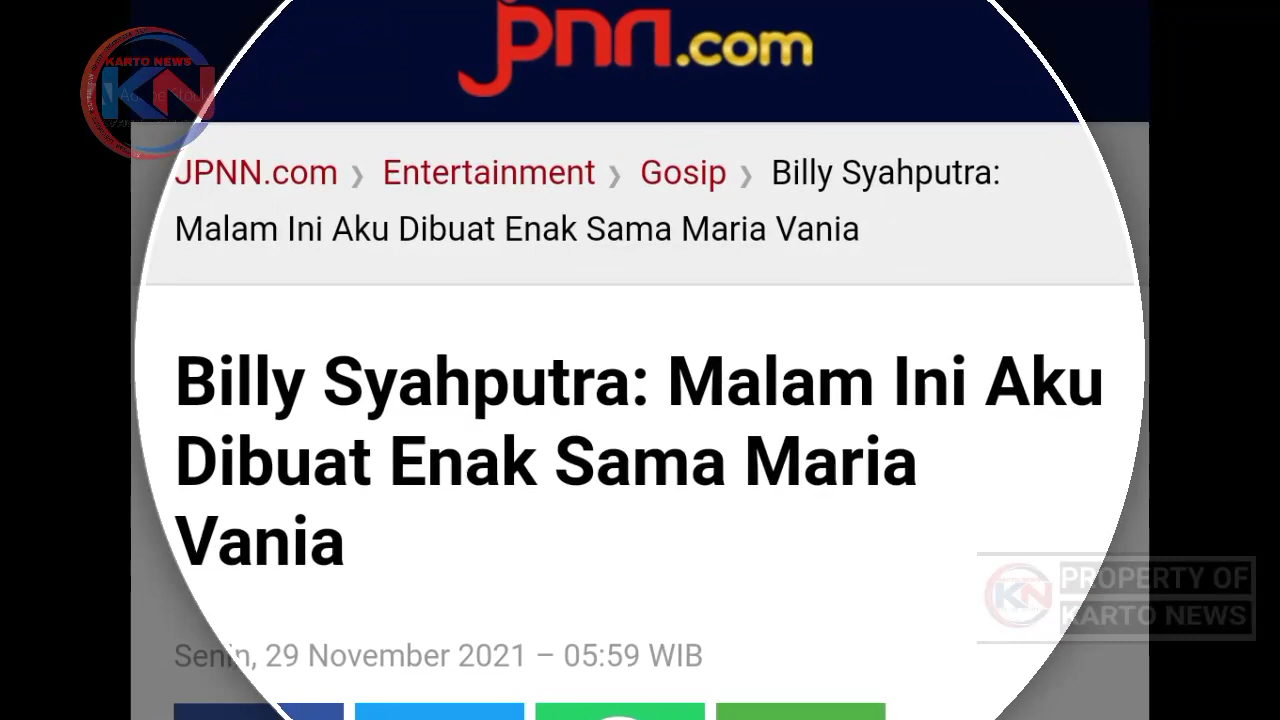 jpnn.com
KARTO NEWS
KN
JPNN.com › Entertainment › Gosip › Billy Syahputra:
Malam Ini Aku Dibuat Enak Sama Maria Vania
Billy Syahputra: Malam Ini Aku
Dibuat Enak Sama Maria
Vania
Senin, 29 November 2021 – 05:59 WIB
KN
PROPERTY OF
KARTO NEWS